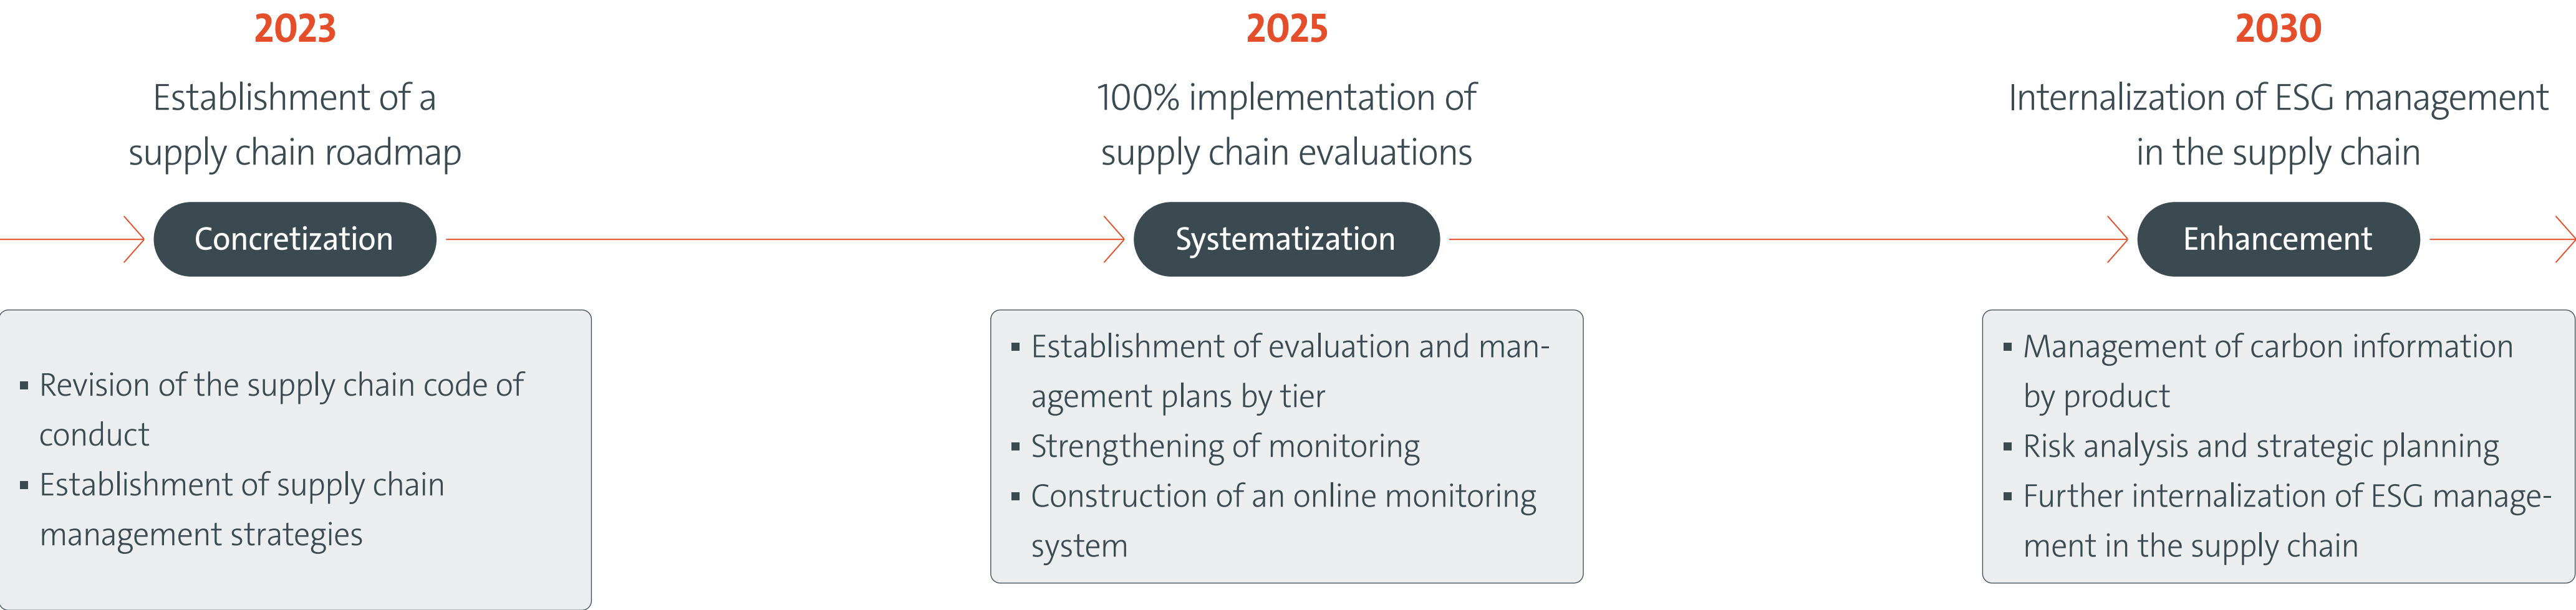 2023
Establishment of a
supply chain roadmap
Concretization
▪ Revision of the supply chain code of
conduct
▪ Establishment of supply chain
management strategies
2025
100% implementation of
supply chain evaluations
Systematization
▪ Establishment of evaluation and man-
agement plans by tier
▪ Strengthening of monitoring
▪ Construction of an online monitoring
system
2030
Internalization of ESG management
in the supply chain
Enhancement
▪ Management of carbon information
by product
▪ Risk analysis and strategic planning
▪ Further internalization of ESG manage-
ment in the supply chain